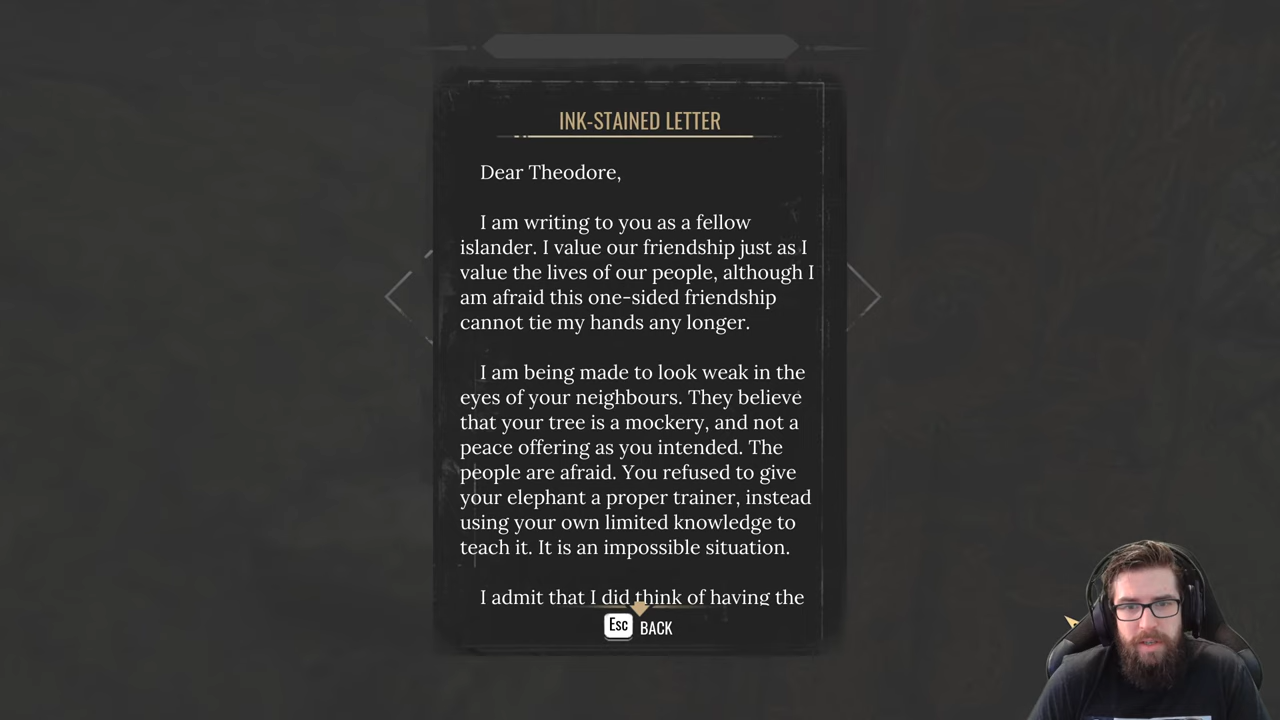 INK-STAINED LETTER
Dear Theodore,
I am writing to you as a fellow
islander. I value our friendship just as I
value the lives of our people, although I
am afraid this one-sided friendship
cannot tie my hands any longer.
I am being made to look weak in the
eyes of your neighbours. They believe
that your tree is a mockery, and not a
peace offering as you intended. The
people are afraid. You refused to give
your elephant a proper trainer, instead
using your own limited knowledge to
teach it. It is an impossible situation.
I admit that I did think of having the
Esc BACK